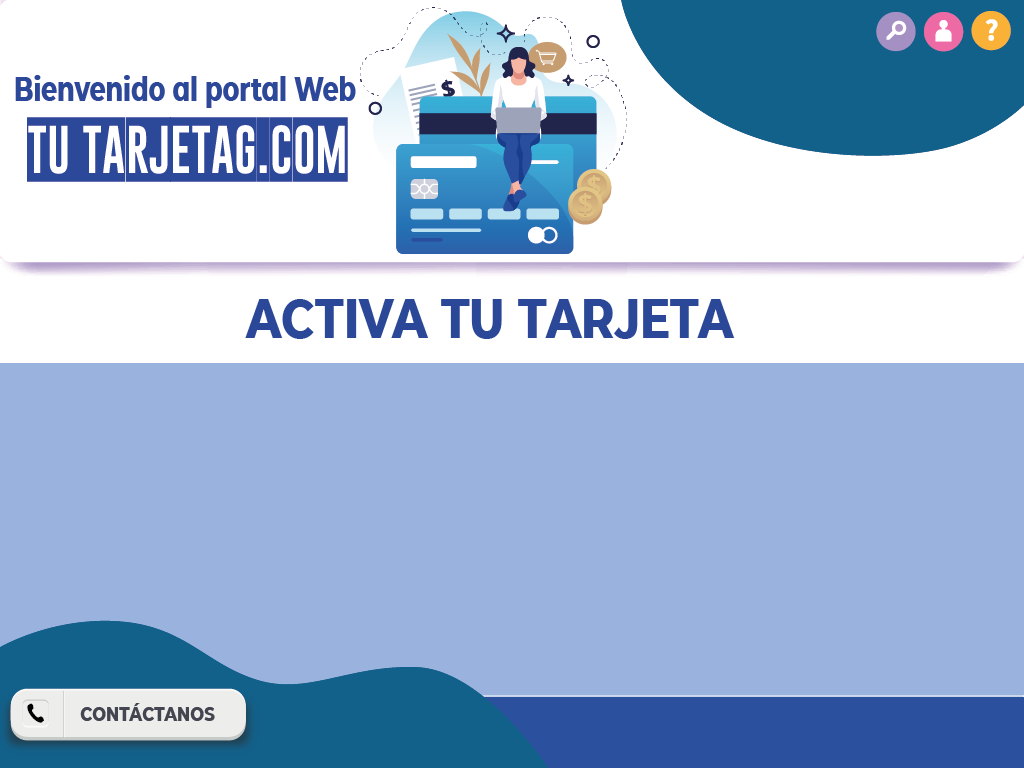 Bienvenido al portal Web
TU TARJETAG.COM
$
?
$
$
ACTIVA TU TARJETA
CONTÁCTANOS